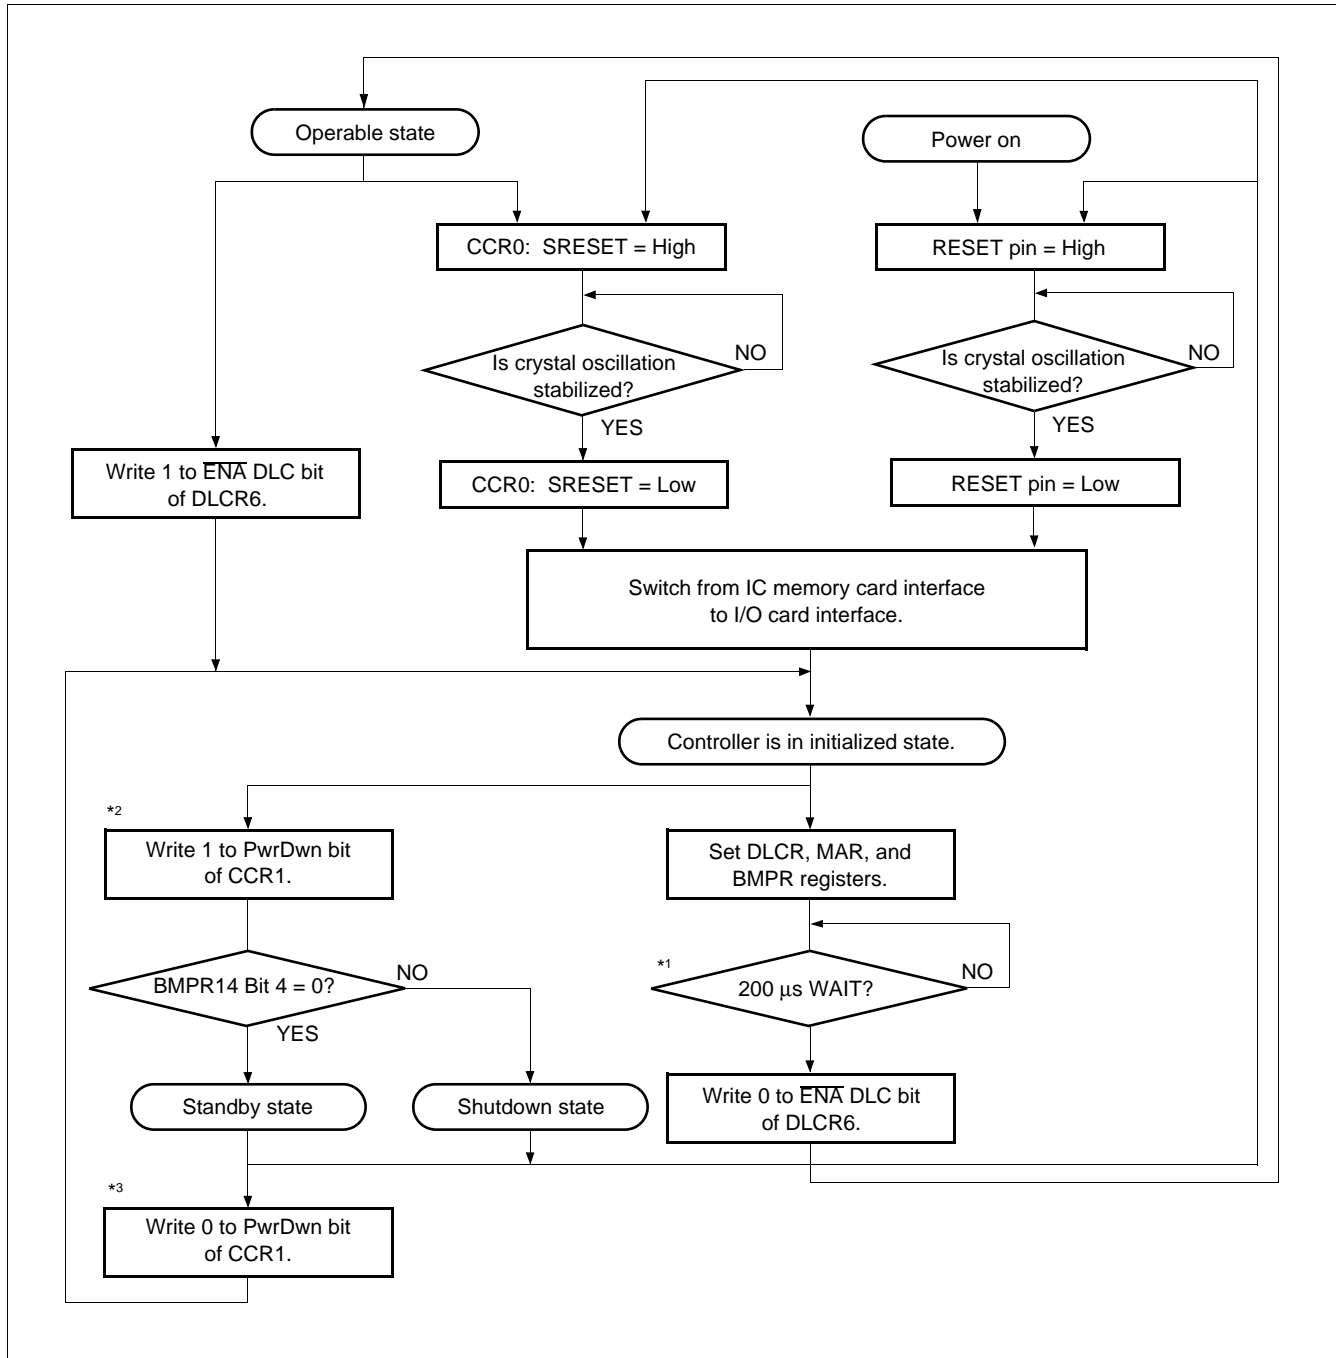 Operable state
Power on
CCR0:  SRESET = High
RESET pin = High
Is crystal oscillation
stabilized?
NO
YES
Is crystal oscillation
stabilized?
NO
YES
Write 1 to E̅N̅A̅ DLC bit
of DLCR6.
CCR0:  SRESET = Low
RESET pin = Low
Switch from IC memory card interface
to I/O card interface.
Controller is in initialized state.
*2
Write 1 to PwrDwn bit
of CCR1.
Set DLCR, MAR, and
BMPR registers.
BMPR14 Bit 4 = 0?
NO
YES
*1
200 μs WAIT?
NO
Standby state
Shutdown state
Write 0 to E̅N̅A̅ DLC bit
of DLCR6.
*3
Write 0 to PwrDwn bit
of CCR1.